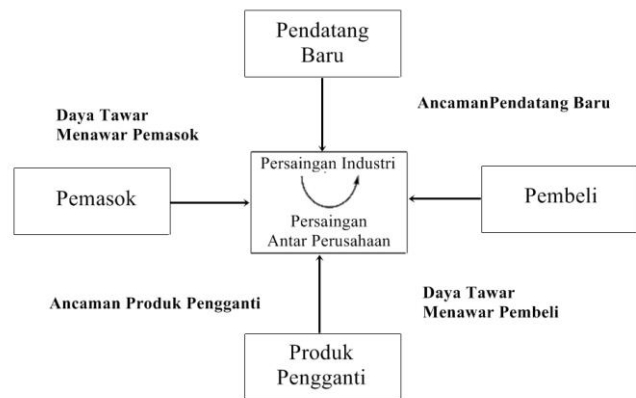 Pendatang
Baru
Daya Tawar
Menawar Pemasok
AncamanPendatang Baru
Persaingan Industri
Pemasok
Persaingan
Antar Perusahaan
Pembeli
Ancaman Produk Pengganti
Daya Tawar
Menawar Pembeli
Produk
Pengganti